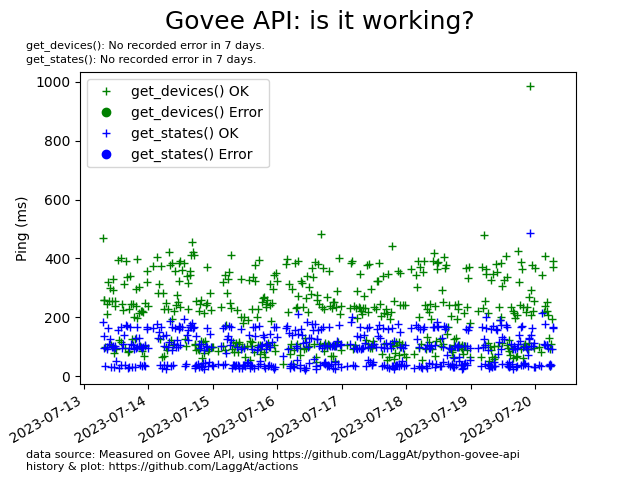 Govee API: is it working?
get_devices(): No recorded error in 7 days.
get_states(): No recorded error in 7 days.
get_devices() OK
get_devices() Error
get_states() OK
get_states() Error
Ping (ms)
1000
800
600
400
200
0
2023-07-13
2023-07-14
2023-07-15
2023-07-16
2023-07-17
2023-07-18
2023-07-19
2023-07-20
data source: Measured on Govee API, using https://github.com/LaggAt/python-govee-api
history & plot: https://github.com/LaggAt/actions